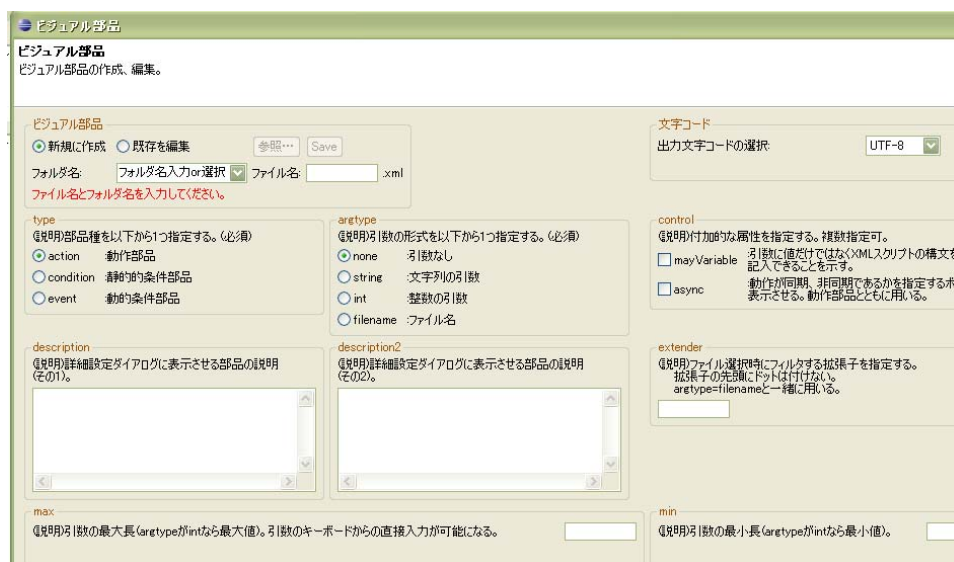 ビジュアル部品
ビジュアル部品
ビジュアル部品の作成、編集。
ビジュアル部品
新規に作成 既存を編集 参照… Save
フォルダ名: フォルダ名入力or選択 ファイル名: .xml
ファイル名とフォルダ名を入力してください。
文字コード
出力文字コードの選択: UTF-8
type
(説明)部品種を以下から1つ指定する。(必須)
action :動作部品
condition :静的条件部品
event :動的条件部品
argtype
(説明)引数の形式を以下から1つ指定する。(必須)
none :引数なし
string :文字列の引数
int :整数の引数
filename :ファイル名
control
(説明)付加的な属性を指定する。複数指定可。
mayVariable :引数に値だけではなくXMLスクリプトの構文を
記入できることを示す。
async :動作が同期、非同期であるかを指定するボ
表示させる。動作部品とともに用いる。
description
(説明)詳細設定ダイアログに表示させる部品の説明
(その1)。
description2
(説明)詳細設定ダイアログに表示させる部品の説明
(その2)。
extender
(説明)ファイル選択時にフィルタする拡張子を指定する。
拡張子の先頭にドットは付けない。
argtype=filenameと一緒に用いる。
max
(説明)引数の最大長(argtypeがintなら最大値)。引数のキーボードからの直接入力が可能になる。
min
(説明)引数の最小長(argtypeがintなら最小値)。